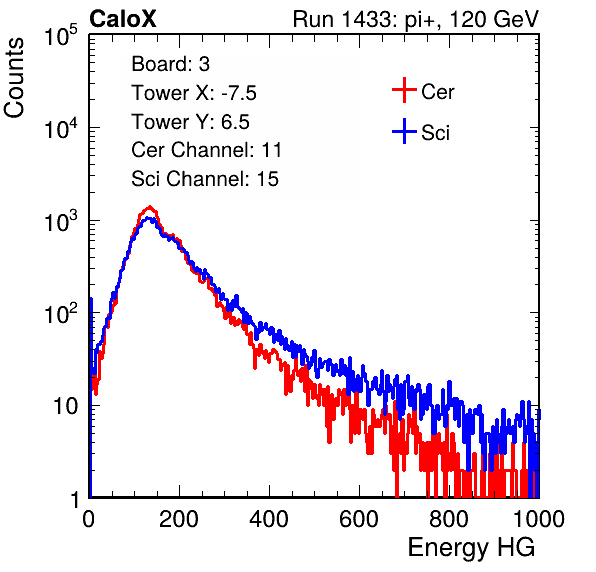 CaloX Run 1433: pi+, 120 GeV
Counts
Board: 3
Tower X: -7.5
Tower Y: 6.5
Cer Channel: 11
Sci Channel: 15
Cer
Sci
10^5
10^4
10^3
10^2
10
1
0 200 400 600 800 1000
Energy HG